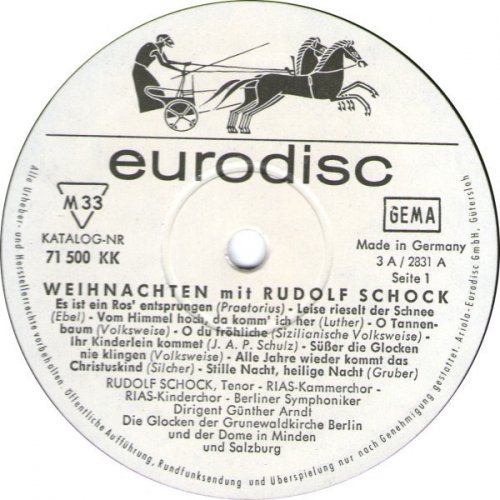 eurodisc
M 33
KATALOG-NR
71 500 KK
GEMA
Made in Germany
3 A / 2831 A
Seite 1
WEIHNACHTEN mit RUDOLF SCHOCK
Es ist ein Ros' entsprungen (Praetorius) - Leise rieselt der Schnee
(Ebel) - Vom Himmel hoch, da komm' ich her (Luther) - O Tannen-
baum (Volksweise) - O du fröhliche (Sizilianische Volksweise) -
Ihr Kinderlein kommet (J. A. P. Schulz) - Süßer die Glocken
nie klingen (Volksweise) - Alle Jahre wieder kommt das
Christuskind (Silcher) - Stille Nacht, heilige Nacht (Gruber)
RUDOLF SCHOCK, Tenor - RIAS-Kammerchor -
RIAS-Kinderchor - Berliner Symphoniker
Dirigent Günther Arndt
Die Glocken der Grunewaldkirche Berlin
und der Dome in Minden
und Salzburg
Alle Urheber- und Herstellerrechte vorbehalten. Öffentliche Aufführung, Rundfunksendung und Überspielung nur nach Genehmigung gestattet. Ariola-Eurodisc GmbH, Gütersloh